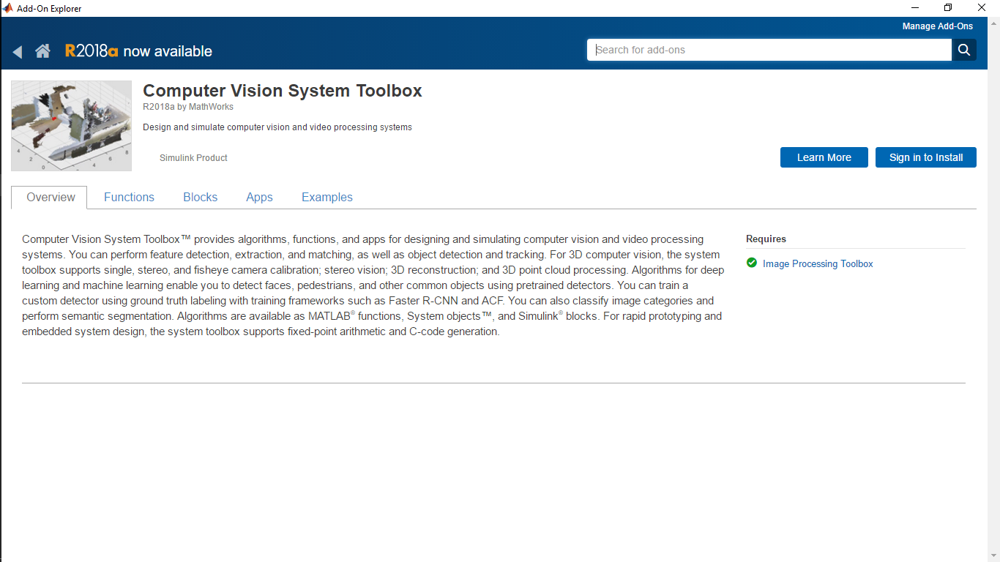 Add-On Explorer
Manage Add-Ons
R2018a now available
Search for add-ons
Computer Vision System Toolbox
R2018a by MathWorks
Design and simulate computer vision and video processing systems
Simulink Product
Learn More
Sign in to Install
Overview
Functions
Blocks
Apps
Examples
Computer Vision System Toolbox™ provides algorithms, functions, and apps for designing and simulating computer vision and video processing
systems. You can perform feature detection, extraction, and matching, as well as object detection and tracking. For 3D computer vision, the system
toolbox supports single, stereo, and fisheye camera calibration; stereo vision; 3D reconstruction; and 3D point cloud processing. Algorithms for deep
learning and machine learning enable you to detect faces, pedestrians, and other common objects using pretrained detectors. You can train a
custom detector using ground truth labeling with training frameworks such as Faster R-CNN and ACF. You can also classify image categories and
perform semantic segmentation. Algorithms are available as MATLAB® functions, System objects™, and Simulink® blocks. For rapid prototyping and
embedded system design, the system toolbox supports fixed-point arithmetic and C-code generation.
Requires
Image Processing Toolbox
4
2
0
4
6
8